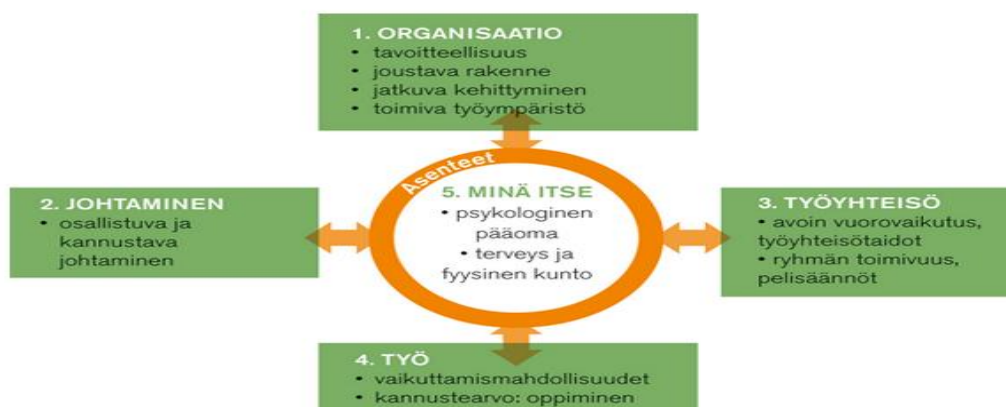 1. ORGANISAATIO
• tavoitteellisuus
• joustava rakenne
• jatkuva kehittyminen
• toimiva työympäristö
Asenteet
2. JOHTAMINEN
• osallistuva ja
kannustava
johtaminen
5. MINÄ ITSE
• psykologinen
pääoma
• terveys ja
fyysinen kunto
3. TYÖYHTEISÖ
• avoin vuorovaikutus,
työyhteisötaidot
• ryhmän toimivuus,
pelisäännöt
4. TYÖ
• vaikuttamismahdollisuudet
• kannustearvo: oppiminen